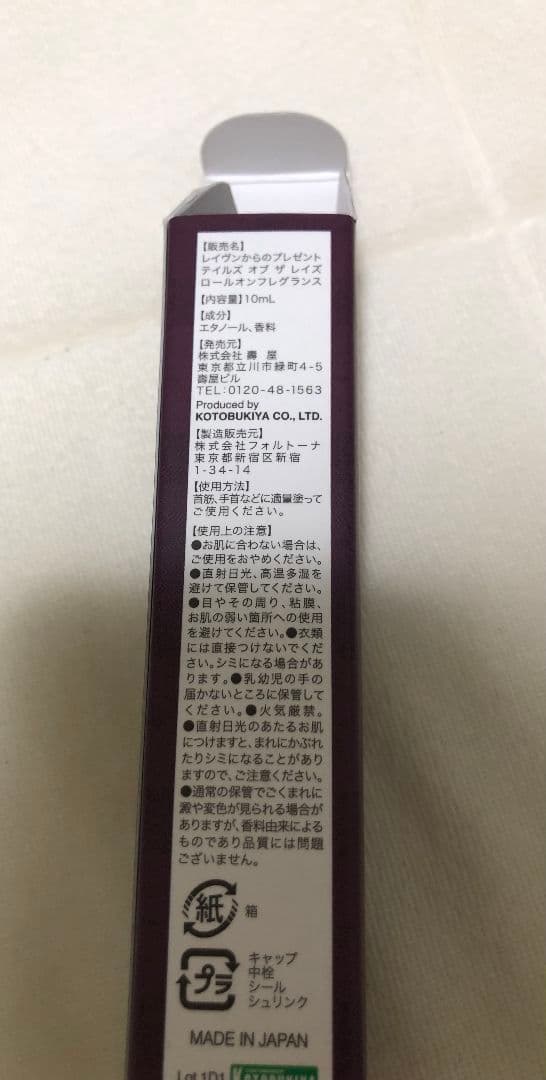 【販売名】
レイヴンからのプレゼント
テイルズ オブ ザ レイズ
ロールオンフレグランス
【内容量】10mL
【成分】
エタノール、香料
【発売元】
株式会社 壽 屋
東京都立川市緑町4-5
壽屋ビル
TEL:0120-48-1563
Produced by
KOTOBUKIYA CO., LTD.
【製造販売元】
株式会社フォルトーナ
東京都新宿区新宿
1-34-14
【使用方法】
首筋、手首などに適量塗って
ご使用ください。
【使用上の注意】
●お肌に合わない場合は、
ご使用をおやめください。
●直射日光、高温多湿を
避けて保管してください。
●目やその周り、粘膜、
お肌の弱い箇所への使用
を避けてください。●衣類
には直接つけないでくだ
さい。シミになる場合があ
ります。●乳幼児の手の
届かないところに保管して
ください。●火気厳禁。
●直射日光のあたるお肌
につけますと、まれにかぶれ
たりシミになることがあり
ますので、ご注意ください。
●通常の保管でごくまれに
澱や変色が見られる場合が
ありますが、香料由来による
ものであり品質には問題
ございません。
紙 箱
プラ キャップ
中栓
シール
シュリンク
MADE IN JAPAN
Lot 1D1 KOTOBUKIYA